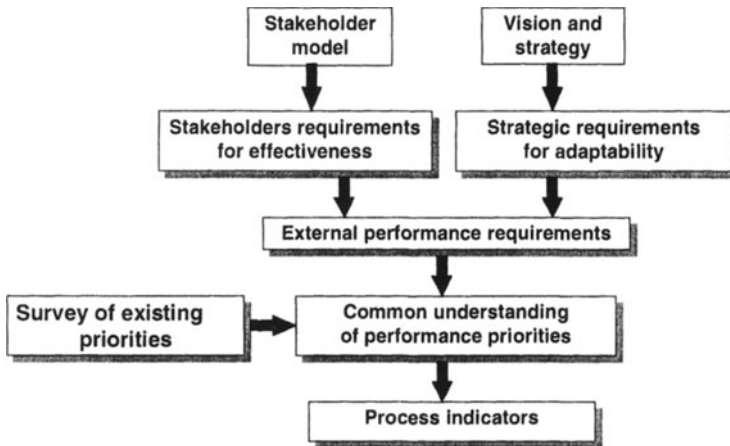 Stakeholder
model
Vision and
strategy
Stakeholders requirements
for effectiveness
Strategic requirements
for adaptability
External performance requirements
Survey of existing
priorities
Common understanding
of performance priorities
Process indicators